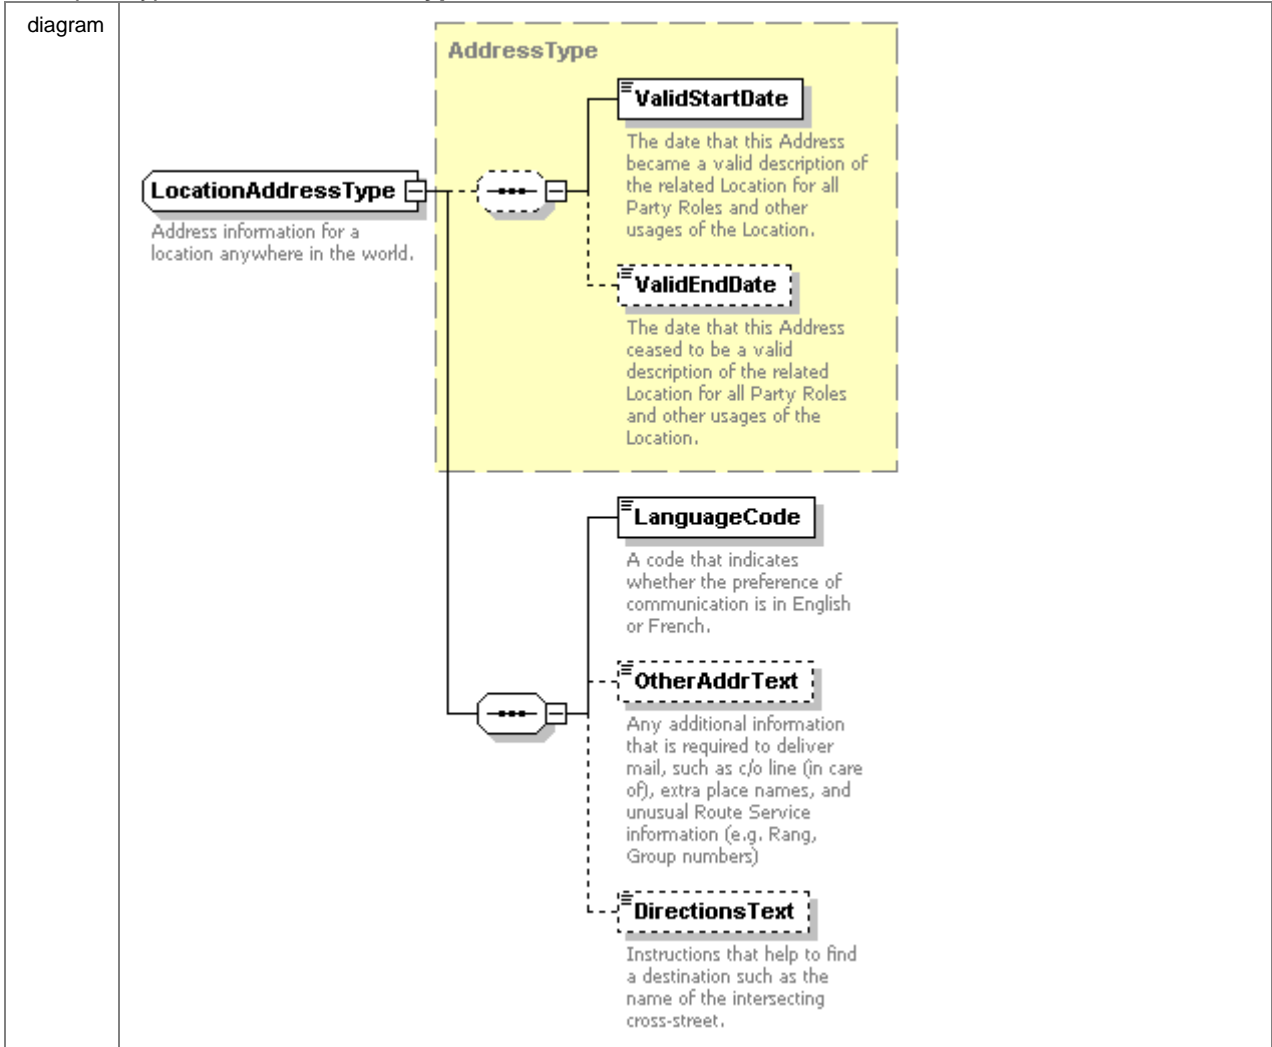 diagram
AddressType
ValidStartDate
The date that this Address
became a valid description of
the related Location for all
Party Roles and other
usages of the Location.
LocationAddressType
Address information for a
location anywhere in the world.
ValidEndDate
The date that this Address
ceased to be a valid
description of the related
Location for all Party Roles
and other usages of the
Location.
LanguageCode
A code that indicates
whether the preference of
communication is in English
or French.
OtherAddrText
Any additional information
that is required to deliver
mail, such as c/o line (in care
of), extra place names, and
unusual Route Service
information (e.g. Rang,
Group numbers)
DirectionsText
Instructions that help to find
a destination such as the
name of the intersecting
cross-street.